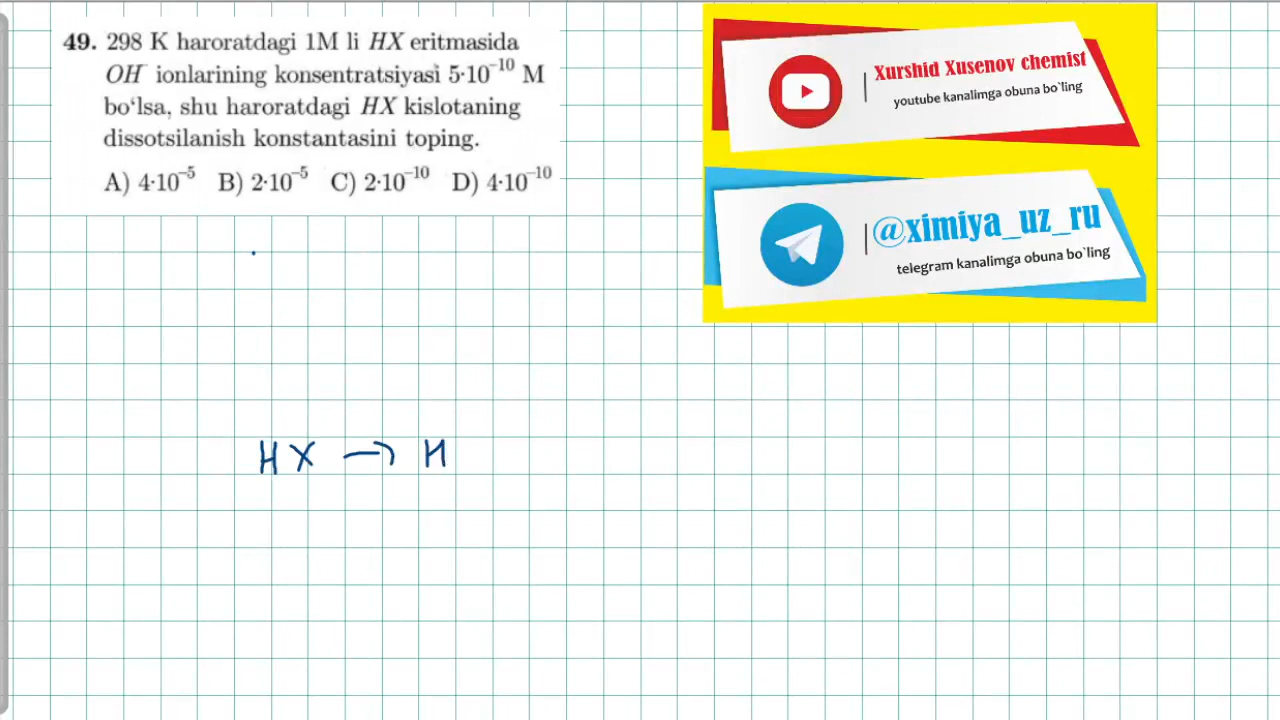 49. 298 K haroratdagi 1M li HX eritmasida
OH⁻ ionlarining konsentratsiyasi 5·10⁻¹⁰ M
bo‘lsa, shu haroratdagi HX kislotaning
dissotsilanish konstantasini toping.
A) 4·10⁻⁵ B) 2·10⁻⁵ C) 2·10⁻¹⁰ D) 4·10⁻¹⁰
Xurshid Xusenov chemist
youtube kanalimga obuna bo`ling
@ximiya_uz_ru
telegram kanalimga obuna bo`ling
HX → H